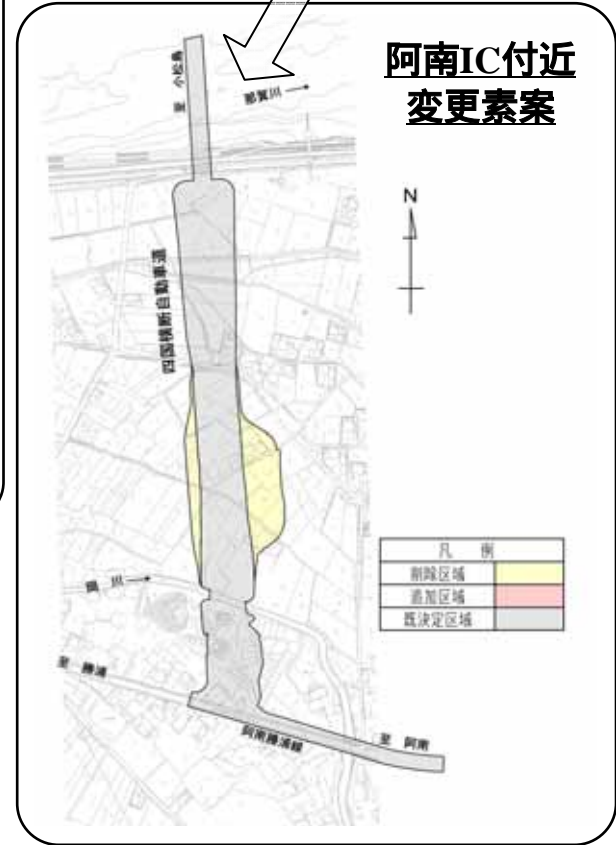 阿南IC付近
変更素案
至 小松島
那賀川
N
四国横断自動車道
凡 例
削除区域
追加区域
既決定区域
岡川
至 勝浦
阿南勝浦線
至 阿南